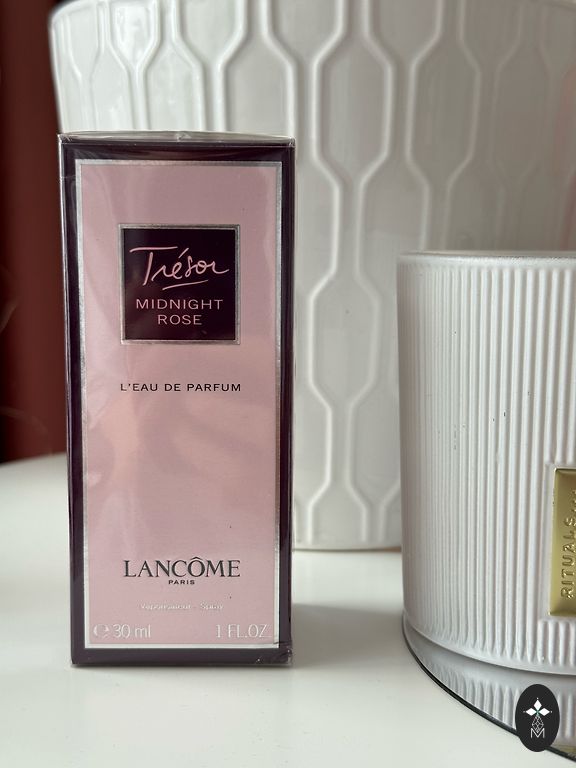 Trésor
MIDNIGHT
ROSE
L'EAU DE PARFUM
LANCÔME
PARIS
Vaporisateur - Spray
℮ 30 ml 1 FL.OZ.
RITUALS...
M